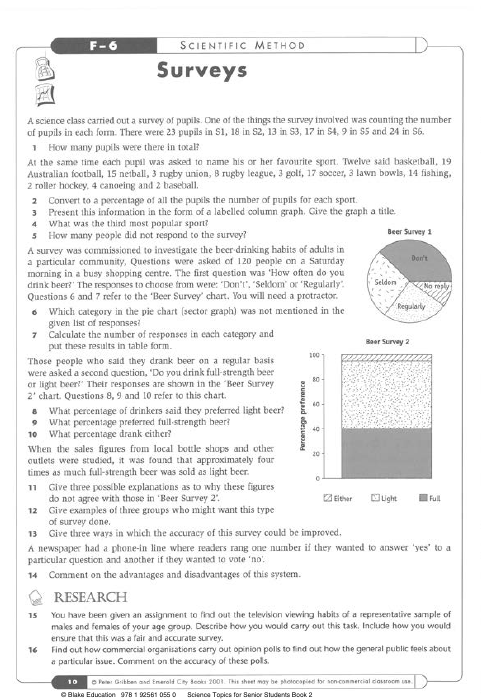 F-6
SCIENTIFIC METHOD
Surveys
A science class carried out a survey of pupils. One of the things the survey involved was counting the number
of pupils in each form. There were 23 pupils in S1, 18 in S2, 13 in S3, 17 in S4, 9 in S5 and 24 in S6.
1 How many pupils were there in total?
At the same time each pupil was asked to name his or her favourite sport. Twelve said basketball, 19
Australian football, 15 netball, 3 rugby union, 8 rugby league, 3 golf, 17 soccer, 3 lawn bowls, 14 fishing,
2 roller hockey, 4 canoeing and 2 baseball.
2 Convert to a percentage of all the pupils the number of pupils for each sport.
3 Present this information in the form of a labelled column graph. Give the graph a title.
4 What was the third most popular sport?
5 How many people did not respond to the survey?
A survey was commissioned to investigate the beer-drinking habits of adults in
a particular community. Questions were asked of 120 people on a Saturday
morning in a busy shopping centre. The first question was 'How often do you
drink beer?' The responses to choose from were: 'Don't', 'Seldom' or 'Regularly'.
Questions 6 and 7 refer to the 'Beer Survey' chart. You will need a protractor.
6 Which category in the pie chart (sector graph) was not mentioned in the
given list of responses?
7 Calculate the number of responses in each category and
put these results in table form.
Beer Survey 1
Don't
Seldom
No reply
Regularly
Those people who said they drank beer on a regular basis
were asked a second question, 'Do you drink full-strength beer
or light beer?' Their responses are shown in the 'Beer Survey
2' chart. Questions 8, 9 and 10 refer to this chart.
8 What percentage of drinkers said they preferred light beer?
9 What percentage preferred full-strength beer?
10 What percentage drank either?
When the sales figures from local bottle shops and other
outlets were studied, it was found that approximately four
times as much full-strength beer was sold as light beer.
Beer Survey 2
Percentage preference
100
80
60
40
20
0
Either
Light
Full
11 Give three possible explanations as to why these figures
do not agree with those in 'Beer Survey 2'.
12 Give examples of three groups who might want this type
of survey done.
13 Give three ways in which the accuracy of this survey could be improved.
A newspaper had a phone-in line where readers rang one number if they wanted to answer 'yes' to a
particular question and another if they wanted to vote 'no'.
14 Comment on the advantages and disadvantages of this system.
RESEARCH
15 You have been given an assignment to find out the television viewing habits of a representative sample of
males and females of your age group. Describe how you would carry out this task. Include how you would
ensure that this was a fair and accurate survey.
16 Find out how commercial organisations carry out opinion polls to find out how the general public feels about
a particular issue. Comment on the accuracy of these polls.
10
© Peter Gribben and Emerald City Books 2001. This sheet may be photocopied for non-commercial classroom use.
© Blake Education 978 1 92561 055 0 Science Topics for Senior Students Book 2